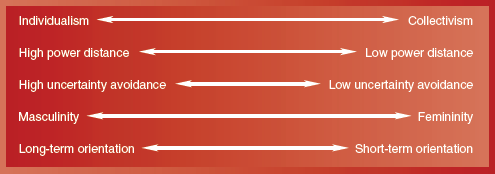 Individualism Collectivism
High power distance Low power distance
High uncertainty avoidance Low uncertainty avoidance
Masculinity Femininity
Long-term orientation Short-term orientation